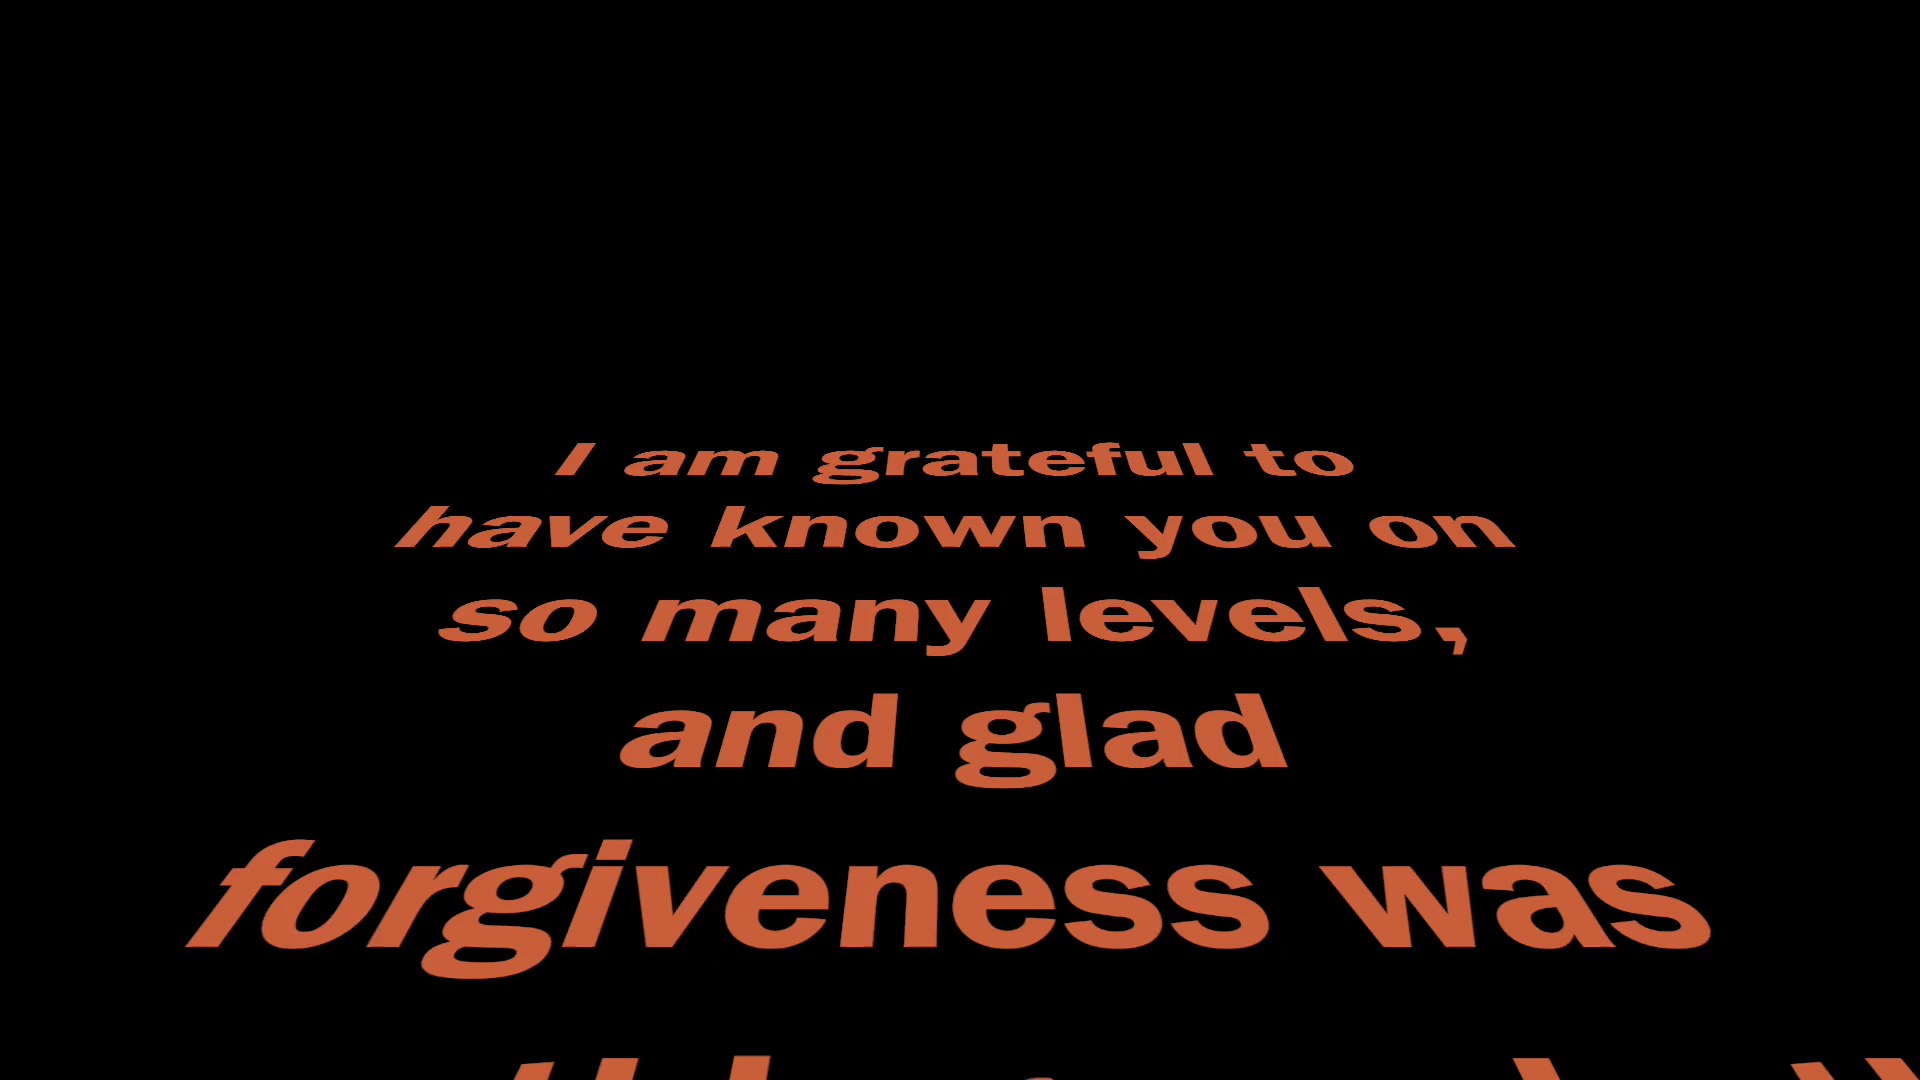 I am grateful to
have known you on
so many levels,
and glad
forgiveness was